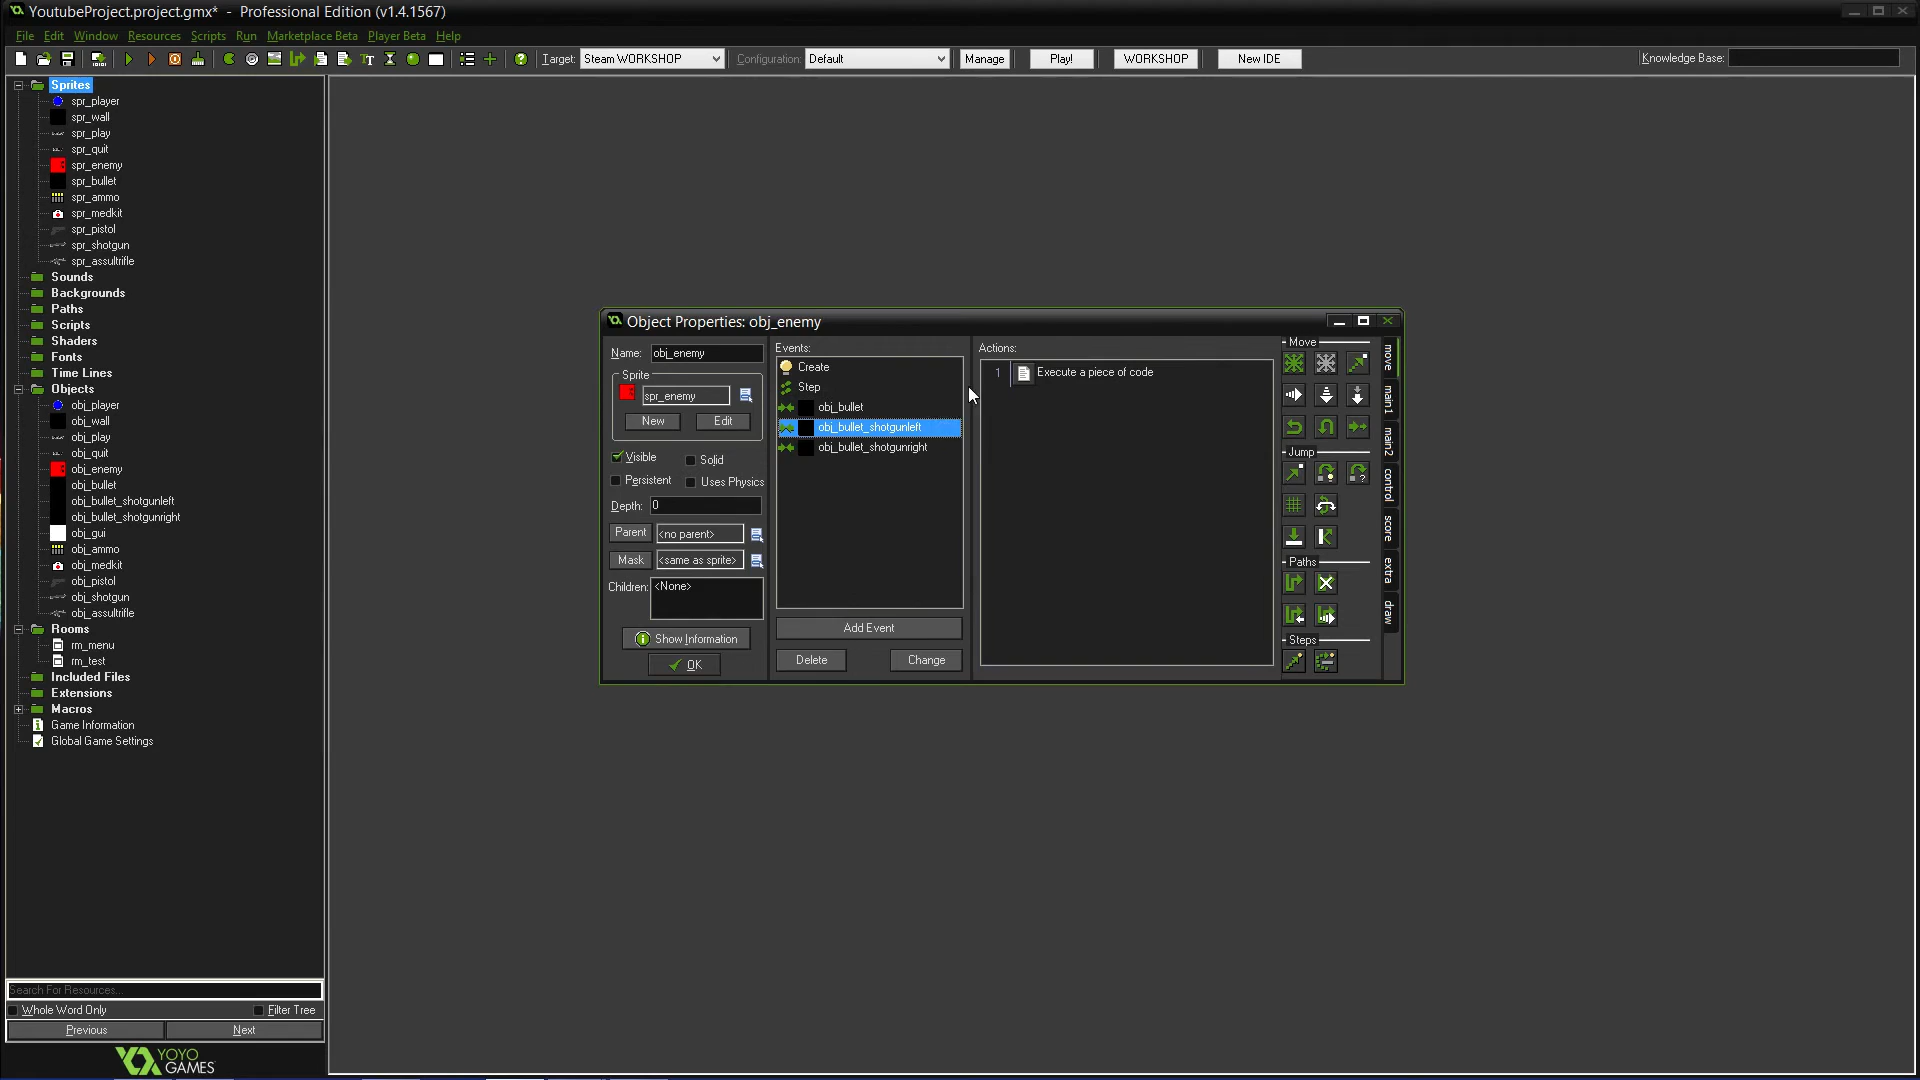 YoutubeProject.project.gmx* - Professional Edition (v1.4.1567)
File Edit Window Resources Scripts Run Marketplace Beta Player Beta Help
Target: Steam WORKSHOP Configuration: Default Manage Play! WORKSHOP New IDE Knowledge Base:
Sprites
spr_player
spr_wall
spr_play
spr_quit
spr_enemy
spr_bullet
spr_ammo
spr_medkit
spr_pistol
spr_shotgun
spr_assultrifle
Sounds
Backgrounds
Paths
Scripts
Shaders
Fonts
Time Lines
Objects
obj_player
obj_wall
obj_play
obj_quit
obj_enemy
obj_bullet
obj_bullet_shotgunleft
obj_bullet_shotgunright
obj_gui
obj_ammo
obj_medkit
obj_pistol
obj_shotgun
obj_assultrifle
Rooms
rm_menu
rm_test
Included Files
Extensions
Macros
Game Information
Global Game Settings
Search For Resources...
Whole Word Only Filter Tree
Previous Next
YOYO
GAMES
Object Properties: obj_enemy
Name: obj_enemy
Sprite
spr_enemy
New Edit
Visible Solid
Persistent Uses Physics
Depth: 0
Parent <no parent>
Mask <same as sprite>
Children: <None>
Show Information
OK
Events:
Create
Step
obj_bullet
obj_bullet_shotgunleft
obj_bullet_shotgunright
Add Event
Delete Change
Actions:
1 Execute a piece of code
Move
Jump
Paths
Steps
move
main1
main2
control
score
extra
draw